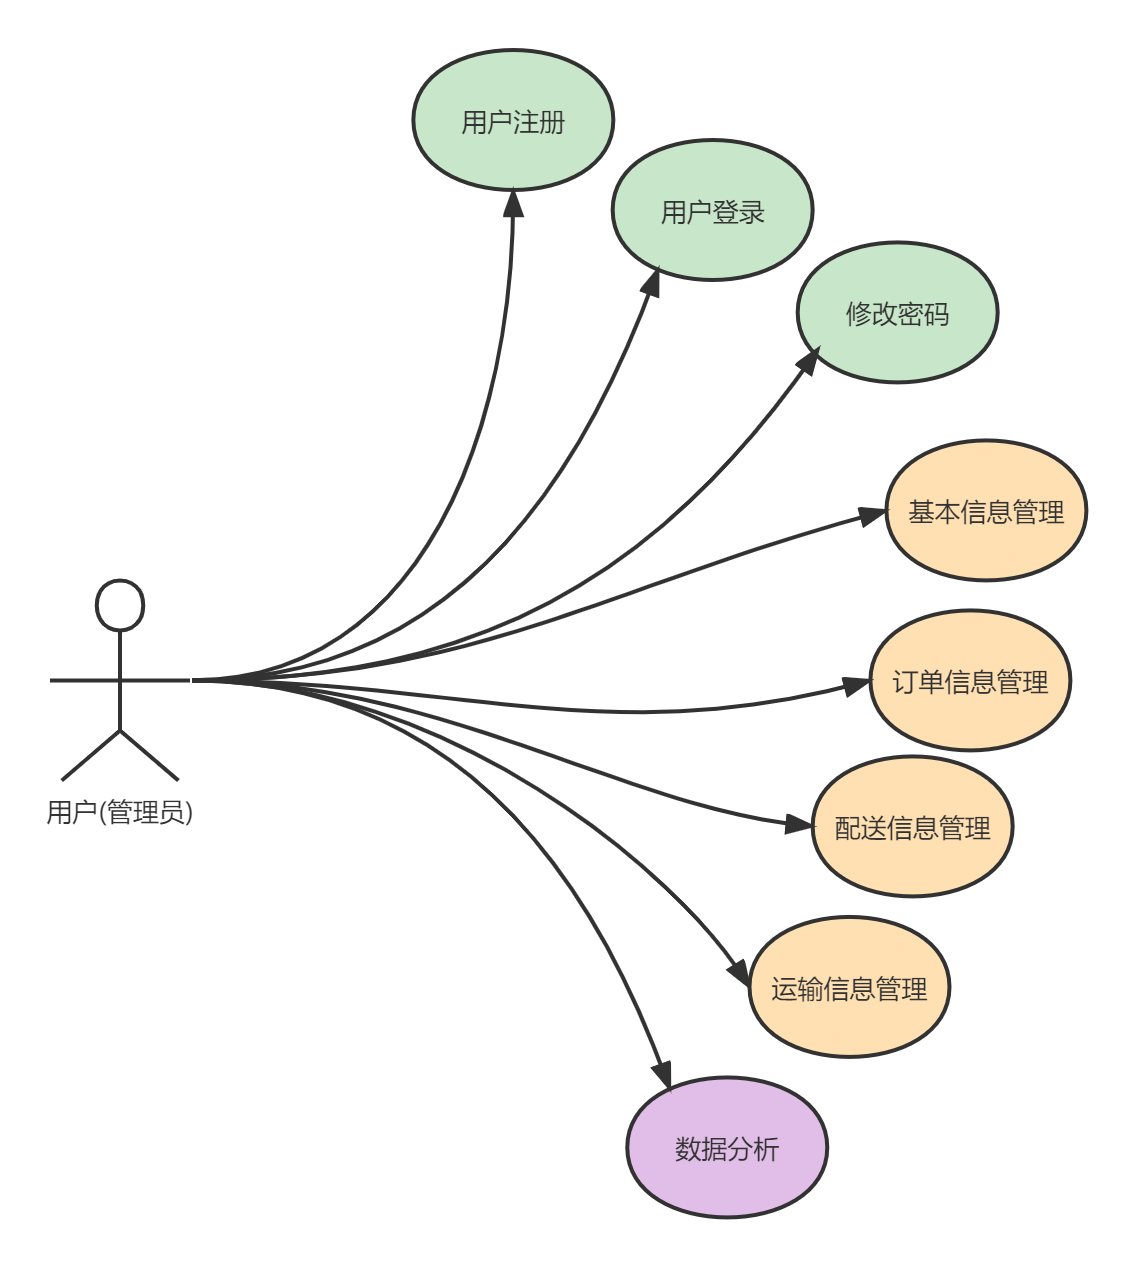 用户注册
用户登录
修改密码
基本信息管理
订单信息管理
用户(管理员)
配送信息管理
运输信息管理
数据分析